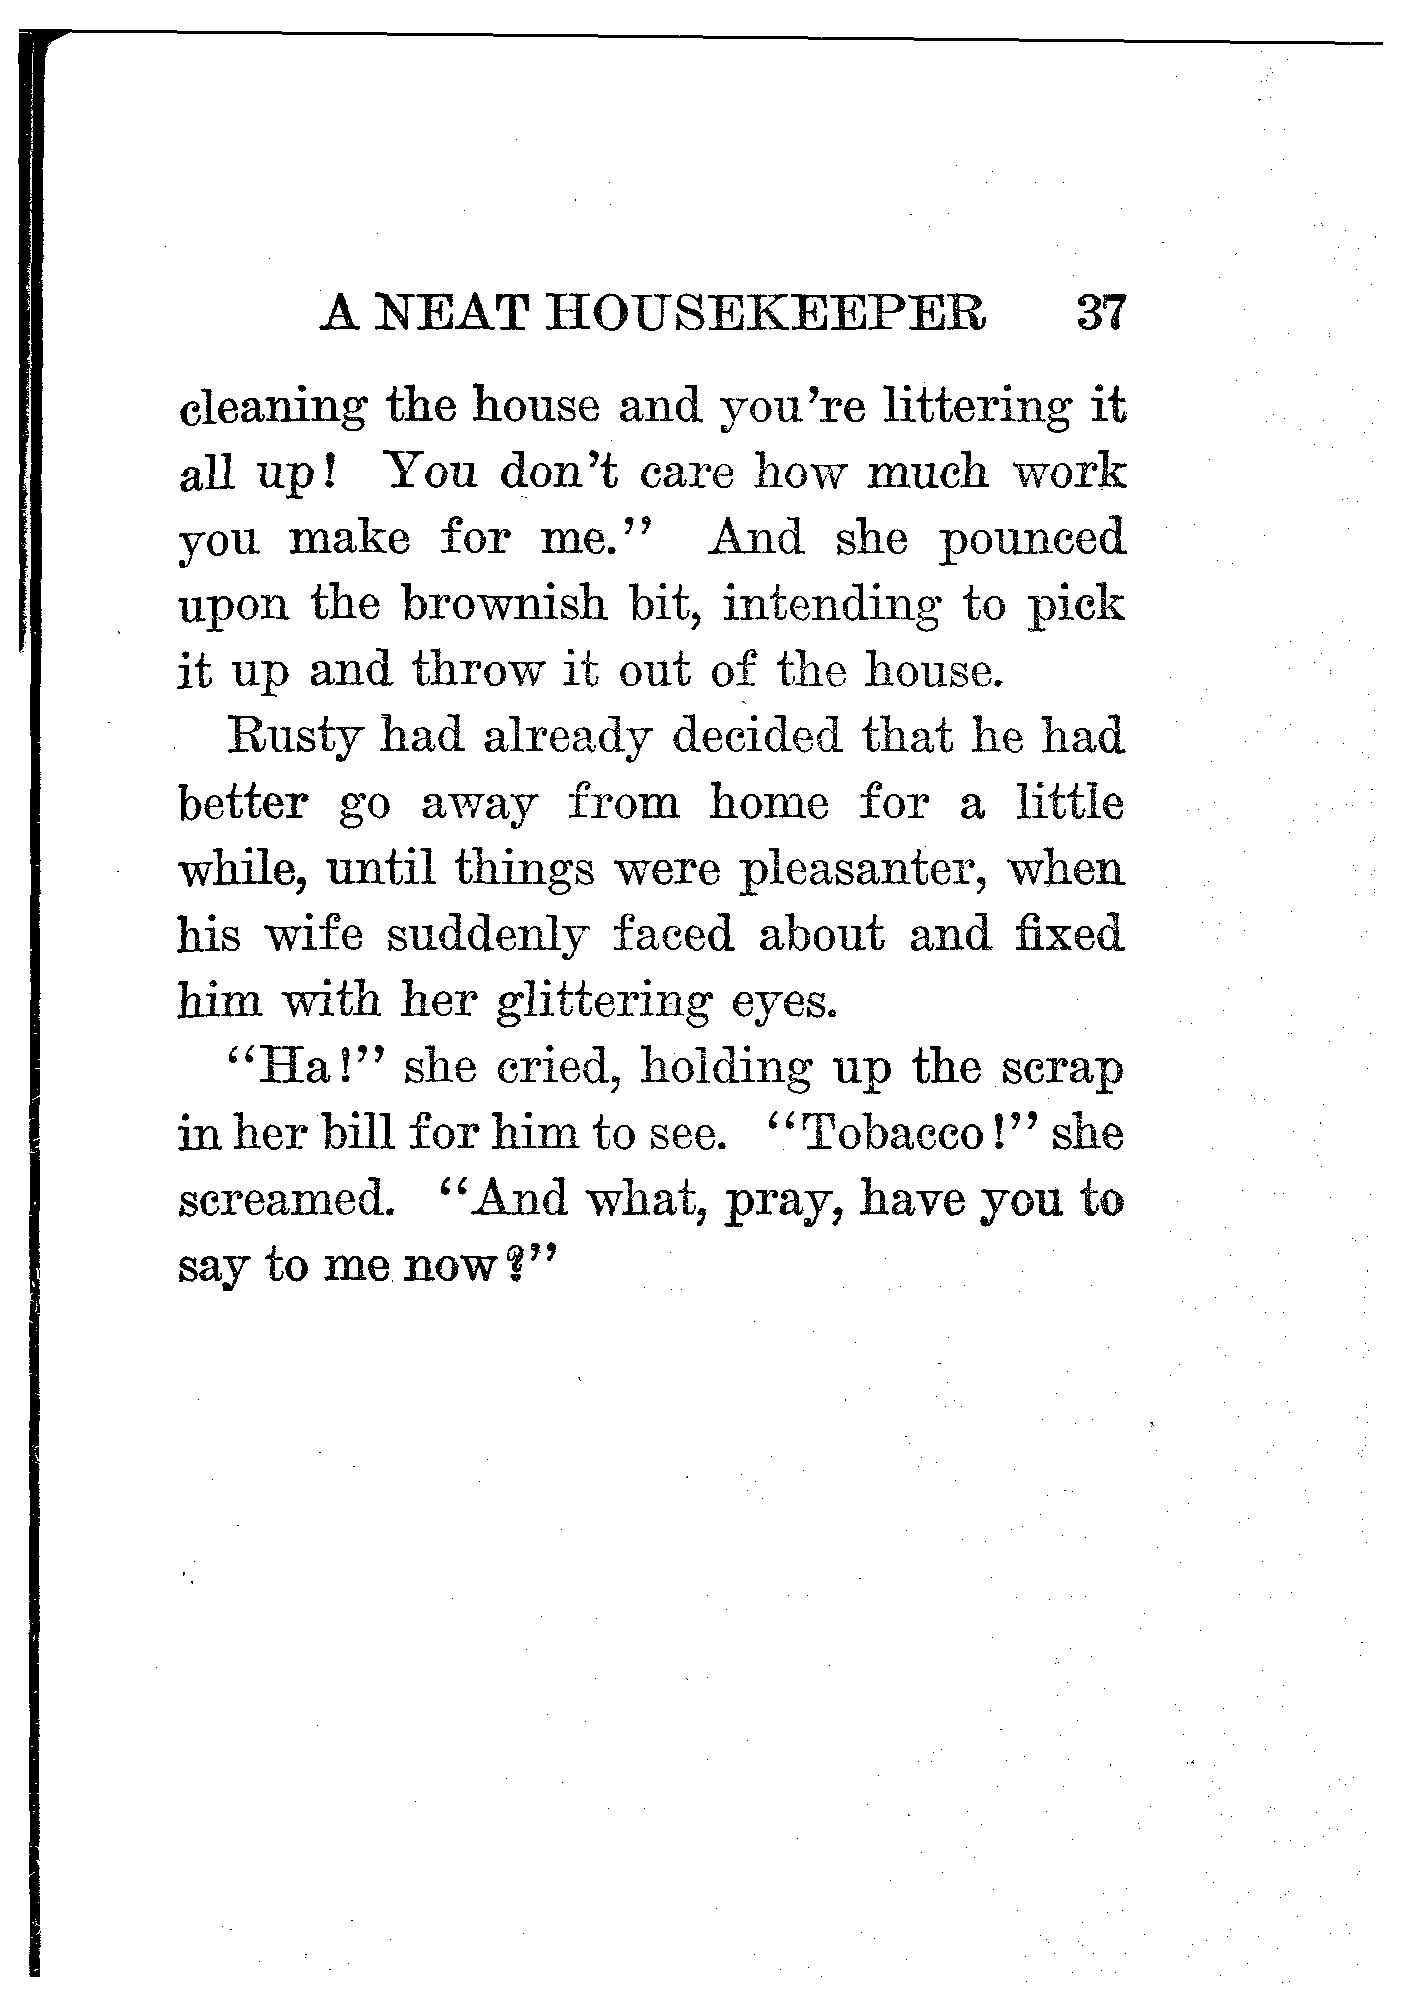 A NEAT HOUSEKEEPER 37
cleaning the house and you're littering it
all up! You don't care how much work
you make for me." And she pounced
upon the brownish bit, intending to pick
it up and throw it out of the house.
Rusty had already decided that he had
better go away from home for a little
while, until things were pleasanter, when
his wife suddenly faced about and fixed
him with her glittering eyes.
"Ha!" she cried, holding up the scrap
in her bill for him to see. "Tobacco!" she
screamed. "And what, pray, have you to
say to me now?"